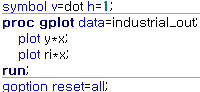 symbol v=dot h=1;
proc gplot data=industrial_out;
plot y*x;
plot ri*x;
run;
goption reset=all;